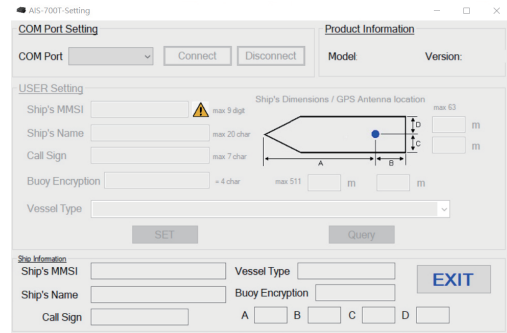 AIS-700T-Setting
COM Port Setting
Product Information
COM Port Connect Disconnect Model: Version:
USER Setting
Ship's Dimensions / GPS Antenna location
Ship's MMSI max 9 digit max 63
D m
Ship's Name max 20 char
C m
Call Sign max 7 char
A B
Buoy Encryption = 4 char max 511 m m
Vessel Type
SET Query
Ship Information
Ship's MMSI Vessel Type
EXIT
Ship's Name Buoy Encryption
Call Sign A B C D